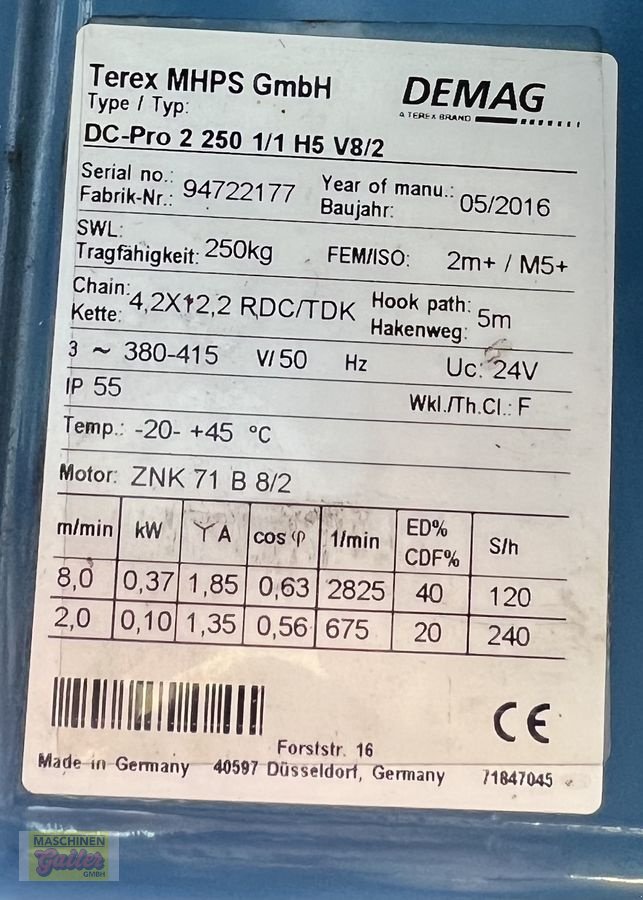 Terex MHPS GmbH
DEMAG
A TEREX BRAND
Type / Typ:
DC-Pro 2 250 1/1 H5 V8/2
Serial no.:
Fabrik-Nr.: 94722177
Year of manu.:
Baujahr: 05/2016
SWL:
Tragfähigkeit: 250kg
FEM/ISO: 2m+ / M5+
Chain:
Kette: 4,2X12,2 RDC/TDK
Hook path:
Hakenweg: 5m
3 ~ 380-415 V/ 50 Hz Uc: 24V
IP 55 Wkl./Th.Cl.: F
Temp.: -20- +45 °C
Motor: ZNK 71 B 8/2
m/min kW Y A cos φ 1/min ED% CDF% S/h
8,0 0,37 1,85 0,63 2825 40 120
2,0 0,10 1,35 0,56 675 20 240
CE
Forststr. 16
Made in Germany 40597 Düsseldorf, Germany 71847045
MASCHINEN
Gailer
GMBH